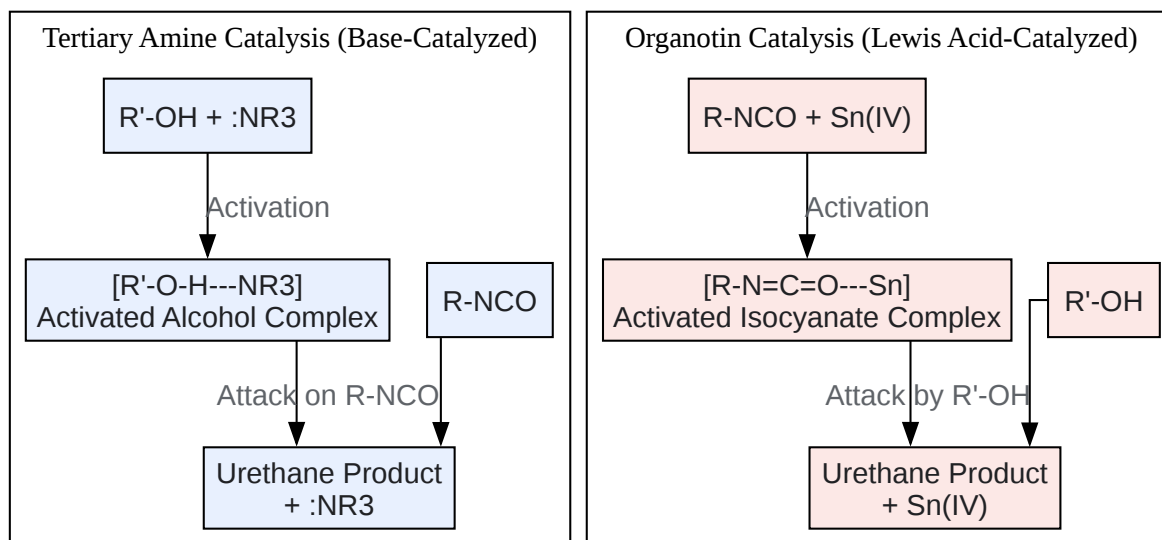 Tertiary Amine Catalysis (Base-Catalyzed)
R'-OH + :NR3
Activation
[R'-O-H---NR3]
Activated Alcohol Complex
R-NCO
Attack on R-NCO
Urethane Product
+ :NR3
Organotin Catalysis (Lewis Acid-Catalyzed)
R-NCO + Sn(IV)
Activation
[R-N=C=O---Sn]
Activated Isocyanate Complex
R'-OH
Attack by R'-OH
Urethane Product
+ Sn(IV)